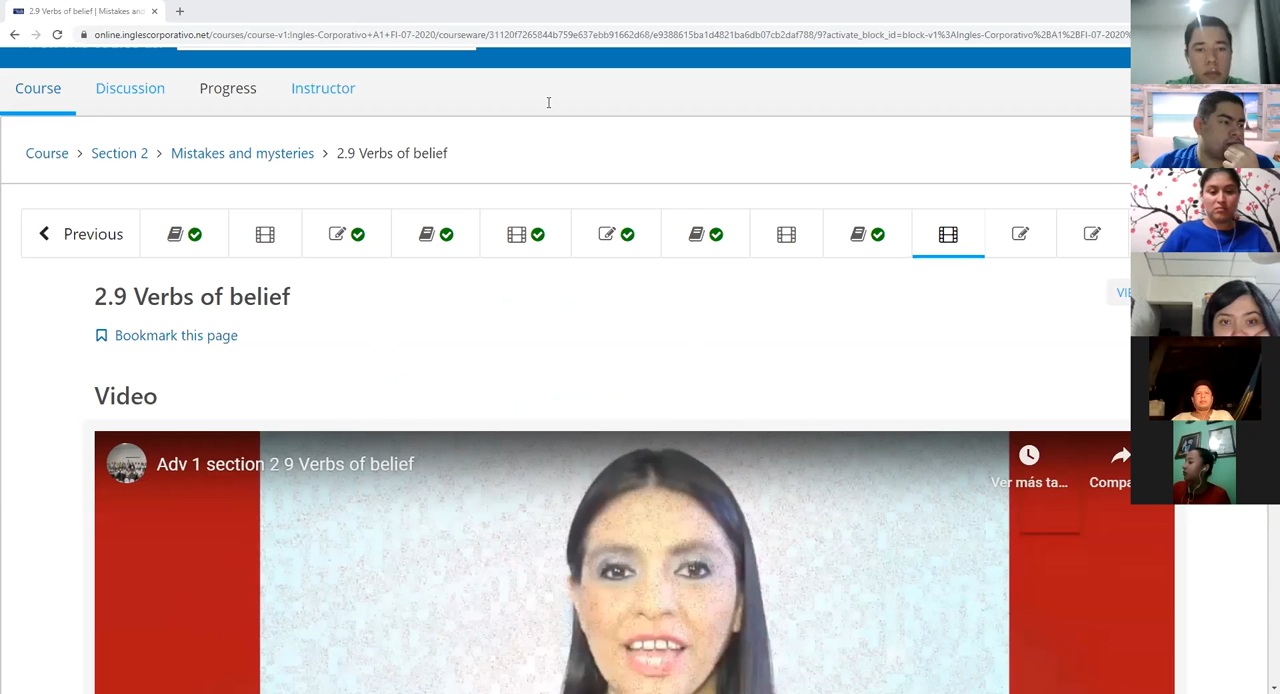 2.9 Verbs of belief | Mistakes and
online.inglescorporativo.net/courses/course-v1:Ingles-Corporativo+A1+FI-07-2020/courseware/31120f7265844b759e637ebb91662d68/e9388615ba1d4821ba6db07cb2daf788/9?activate_block_id=block-v1%3AIngles-Corporativo%2BA1%2BFI-07-2020%
Course Discussion Progress Instructor
Course > Section 2 > Mistakes and mysteries > 2.9 Verbs of belief
Previous
2.9 Verbs of belief
VIE
Bookmark this page
Video
Adv 1 section 2 9 Verbs of belief
Ver más ta... Compa